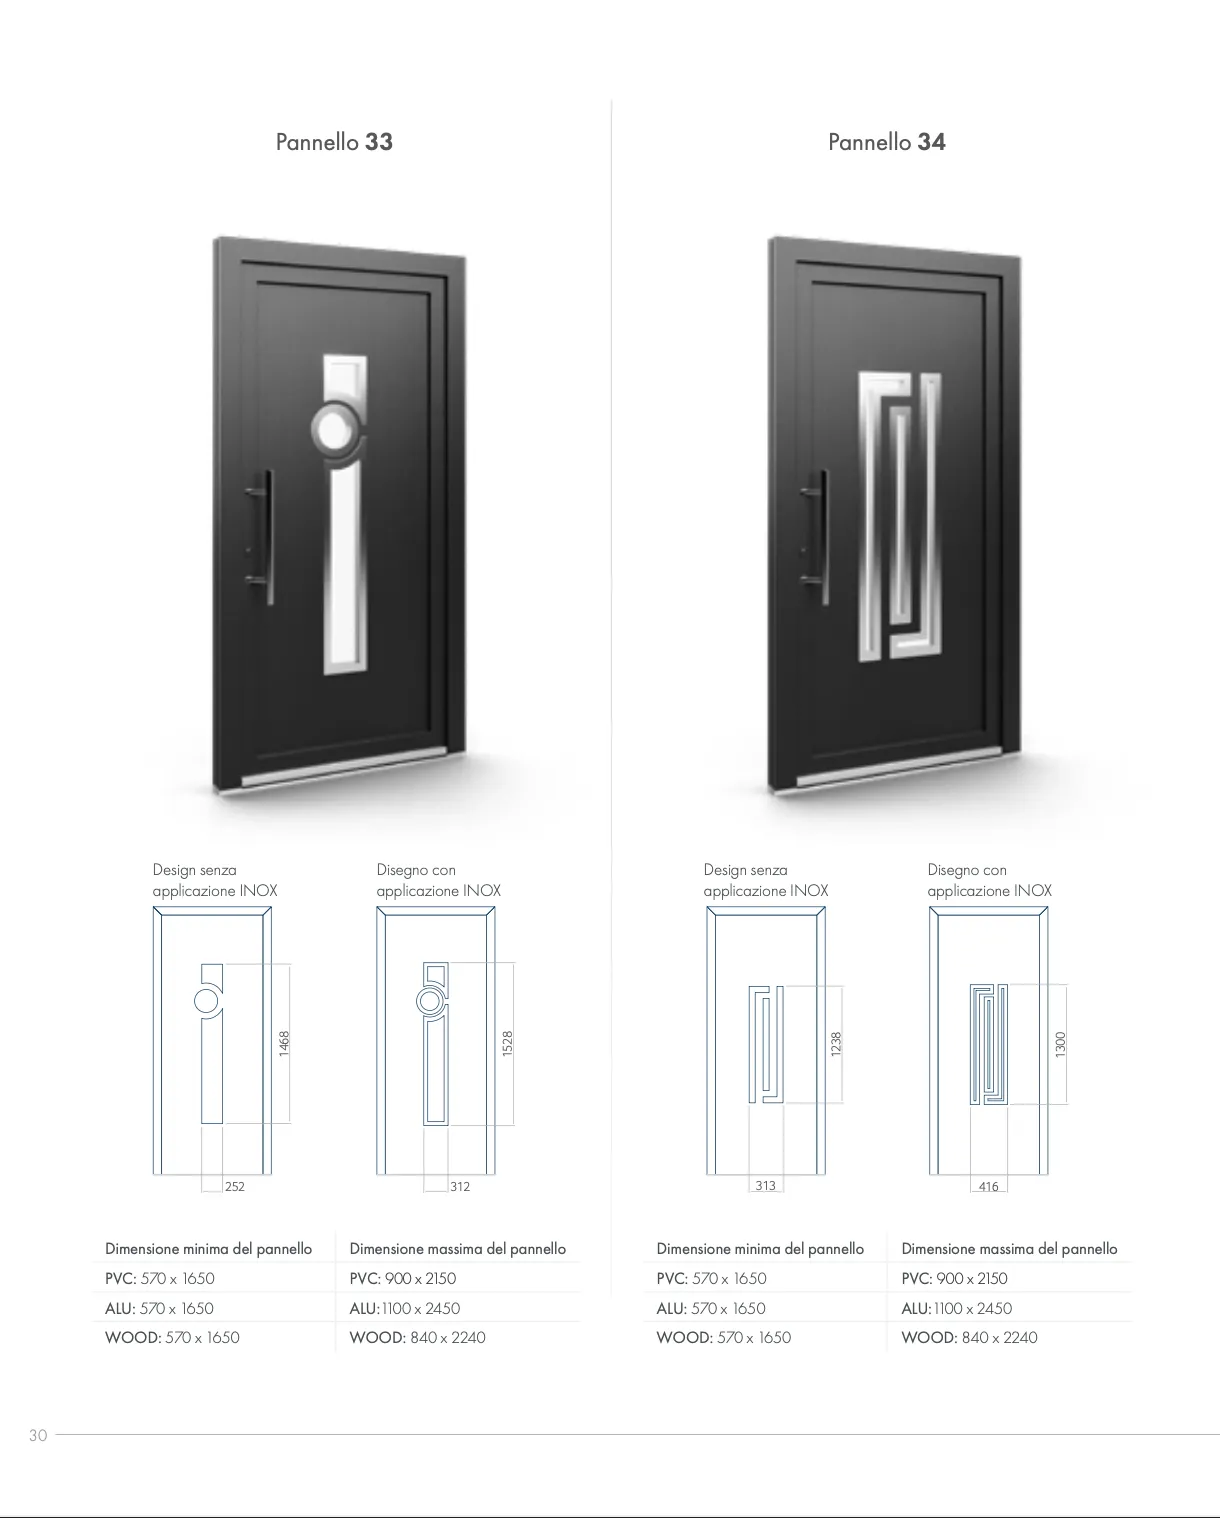 Pannello 33
Pannello 34
Design senza
applicazione INOX
Disegno con
applicazione INOX
1468
252
1528
312
Design senza
applicazione INOX
Disegno con
applicazione INOX
1238
313
1300
416
Dimensione minima del pannello
Dimensione massima del pannello
PVC: 570 x 1650
PVC: 900 x 2150
ALU: 570 x 1650
ALU:1100 x 2450
WOOD: 570 x 1650
WOOD: 840 x 2240
Dimensione minima del pannello
Dimensione massima del pannello
PVC: 570 x 1650
PVC: 900 x 2150
ALU: 570 x 1650
ALU:1100 x 2450
WOOD: 570 x 1650
WOOD: 840 x 2240
30